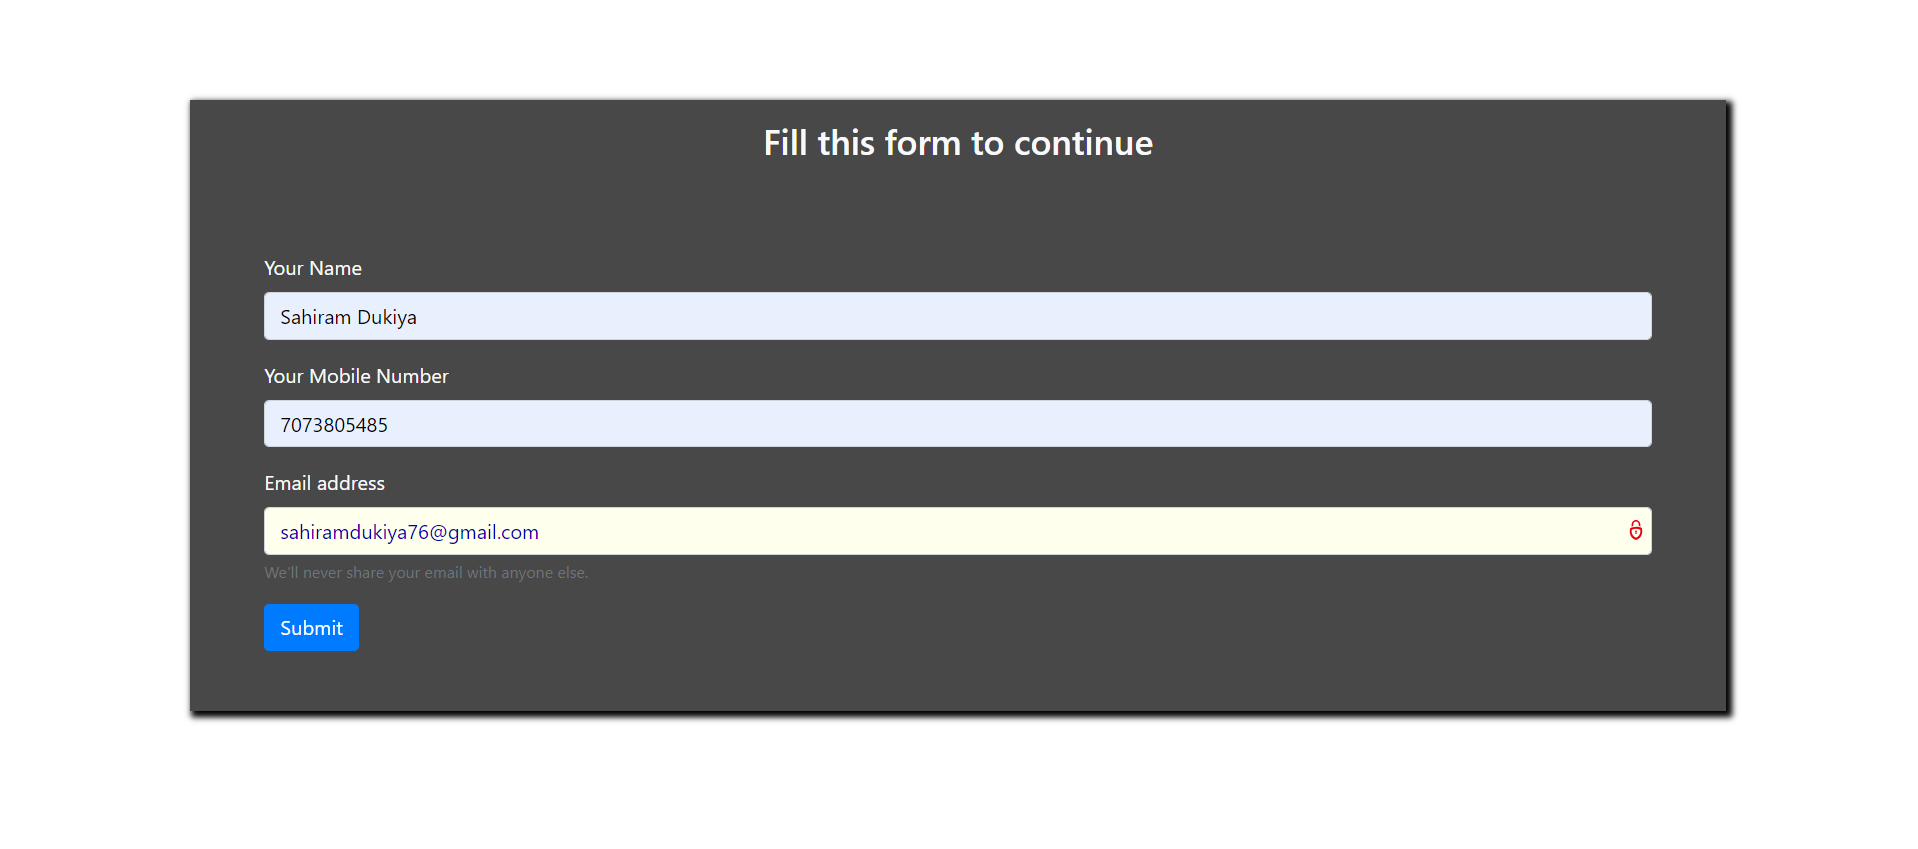 Fill this form to continue
Your Name
Sahiram Dukiya
Your Mobile Number
7073805485
Email address
sahiramdukiya76@gmail.com
We'll never share your email with anyone else.
Submit